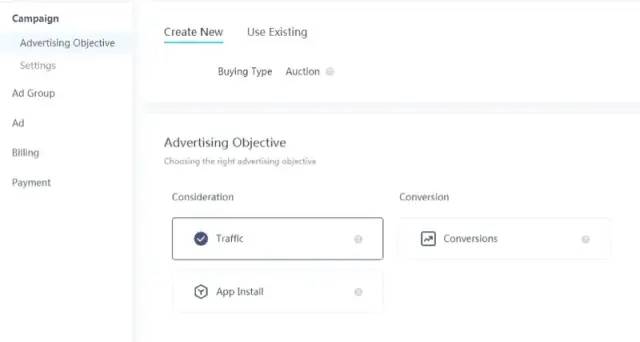 Campaign
Advertising Objective
Settings
Ad Group
Ad
Billing
Payment
Create New Use Existing
Buying Type Auction
Advertising Objective
Choosing the right advertising objective
Consideration Conversion
Traffic Conversions
App Install